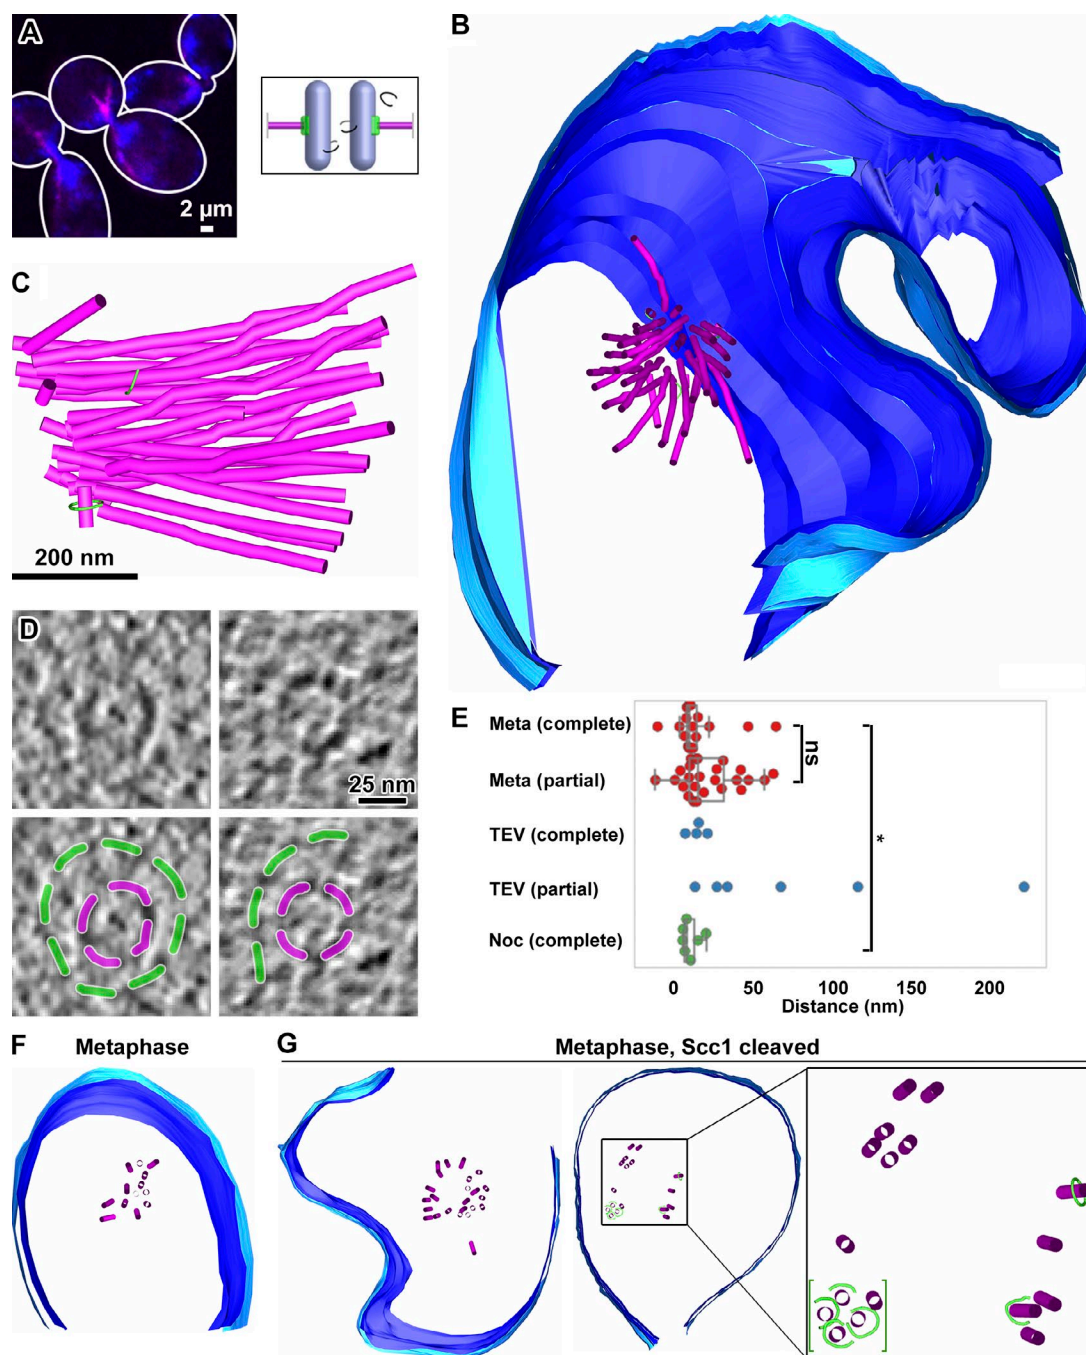 A
2 µm
B
C
200 nm
D
25 nm
E
Meta (complete)
Meta (partial)
TEV (complete)
TEV (partial)
Noc (complete)
ns
*
0 50 100 150 200
Distance (nm)
F Metaphase
G Metaphase, Scc1 cleaved